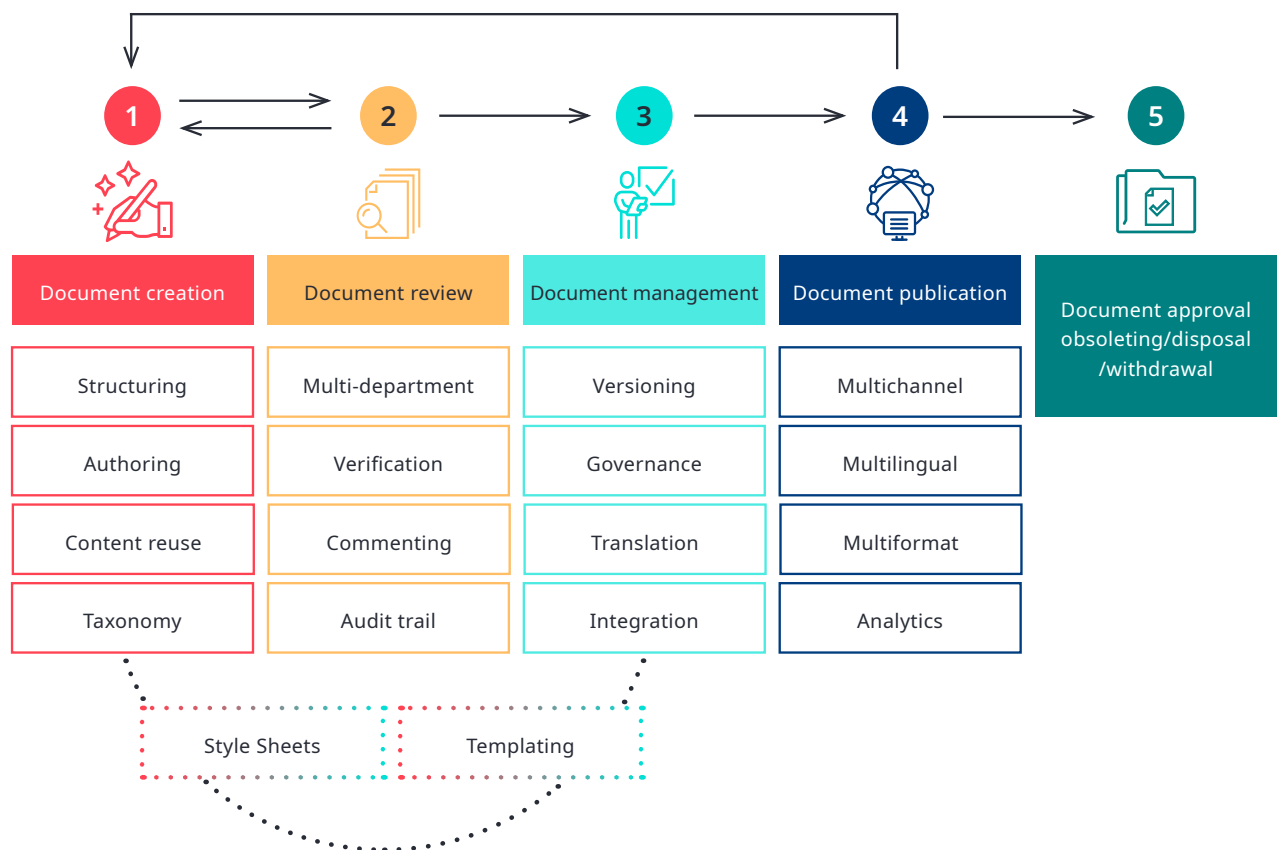 1
2
3
4
5
Document creation
Document review
Document management
Document publication
Document approval
obsoleting/disposal
/withdrawal
Structuring
Multi-department
Versioning
Multichannel
Authoring
Verification
Governance
Multilingual
Content reuse
Commenting
Translation
Multiformat
Taxonomy
Audit trail
Integration
Analytics
Style Sheets
Templating